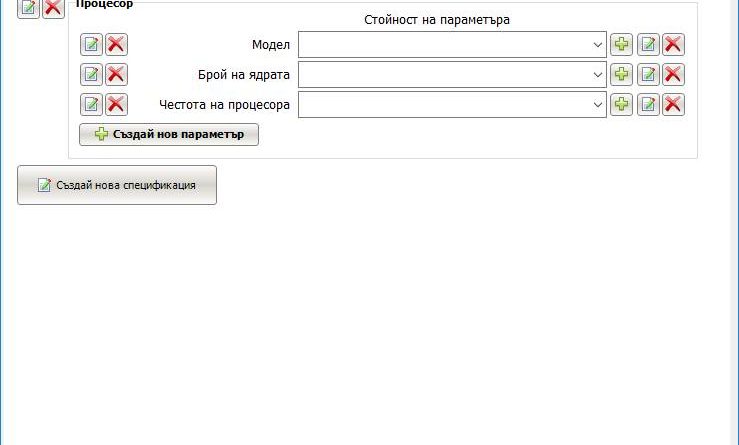 Процесор
Стойност на параметъра
Модел
Брой на ядрата
Честота на процесора
Създай нов параметър
Създай нова спецификация